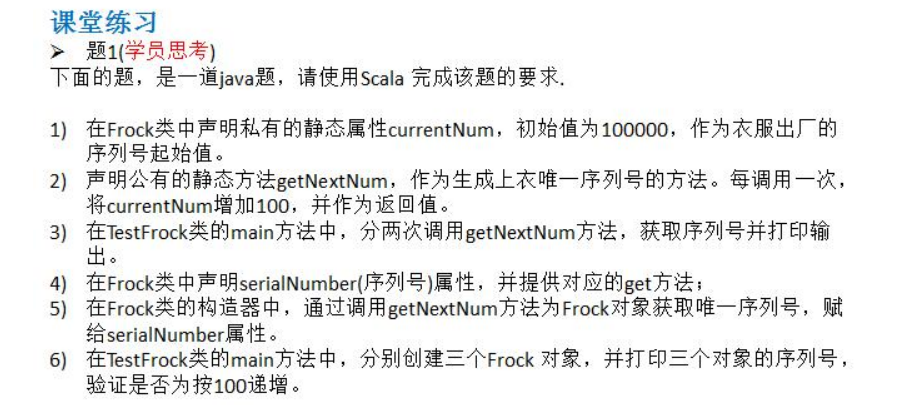 课堂练习
➢ 题1(学员思考)
下面的题，是一道java题，请使用Scala 完成该题的要求.
1) 在Frock类中声明私有的静态属性currentNum，初始值为100000，作为衣服出厂的
序列号起始值。
2) 声明公有的静态方法getNextNum，作为生成上衣唯一序列号的方法。每调用一次，
将currentNum增加100，并作为返回值。
3) 在TestFrock类的main方法中，分两次调用getNextNum方法，获取序列号并打印输
出。
4) 在Frock类中声明serialNumber(序列号)属性，并提供对应的get方法；
5) 在Frock类的构造器中，通过调用getNextNum方法为Frock对象获取唯一序列号，赋
给serialNumber属性。
6) 在TestFrock类的main方法中，分别创建三个Frock 对象，并打印三个对象的序列号，
验证是否为按100递增。